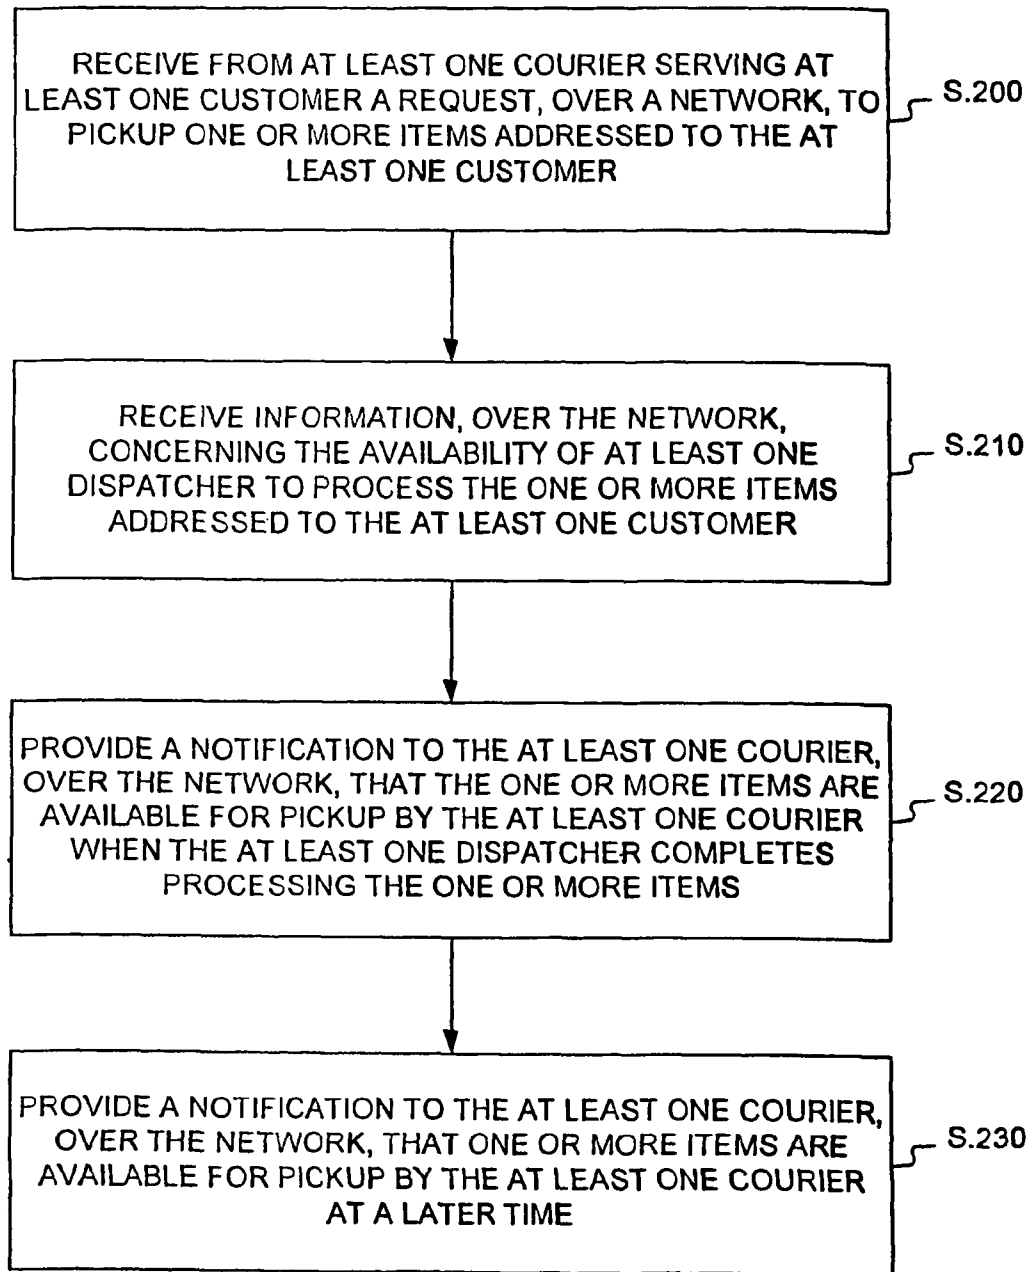 RECEIVE FROM AT LEAST ONE COURIER SERVING AT
LEAST ONE CUSTOMER A REQUEST, OVER A NETWORK, TO
PICKUP ONE OR MORE ITEMS ADDRESSED TO THE AT
LEAST ONE CUSTOMER
S.200
RECEIVE INFORMATION, OVER THE NETWORK,
CONCERNING THE AVAILABILITY OF AT LEAST ONE
DISPATCHER TO PROCESS THE ONE OR MORE ITEMS
ADDRESSED TO THE AT LEAST ONE CUSTOMER
S.210
PROVIDE A NOTIFICATION TO THE AT LEAST ONE COURIER,
OVER THE NETWORK, THAT THE ONE OR MORE ITEMS ARE
AVAILABLE FOR PICKUP BY THE AT LEAST ONE COURIER
WHEN THE AT LEAST ONE DISPATCHER COMPLETES
PROCESSING THE ONE OR MORE ITEMS
S.220
PROVIDE A NOTIFICATION TO THE AT LEAST ONE COURIER,
OVER THE NETWORK, THAT ONE OR MORE ITEMS ARE
AVAILABLE FOR PICKUP BY THE AT LEAST ONE COURIER
AT A LATER TIME
S.230